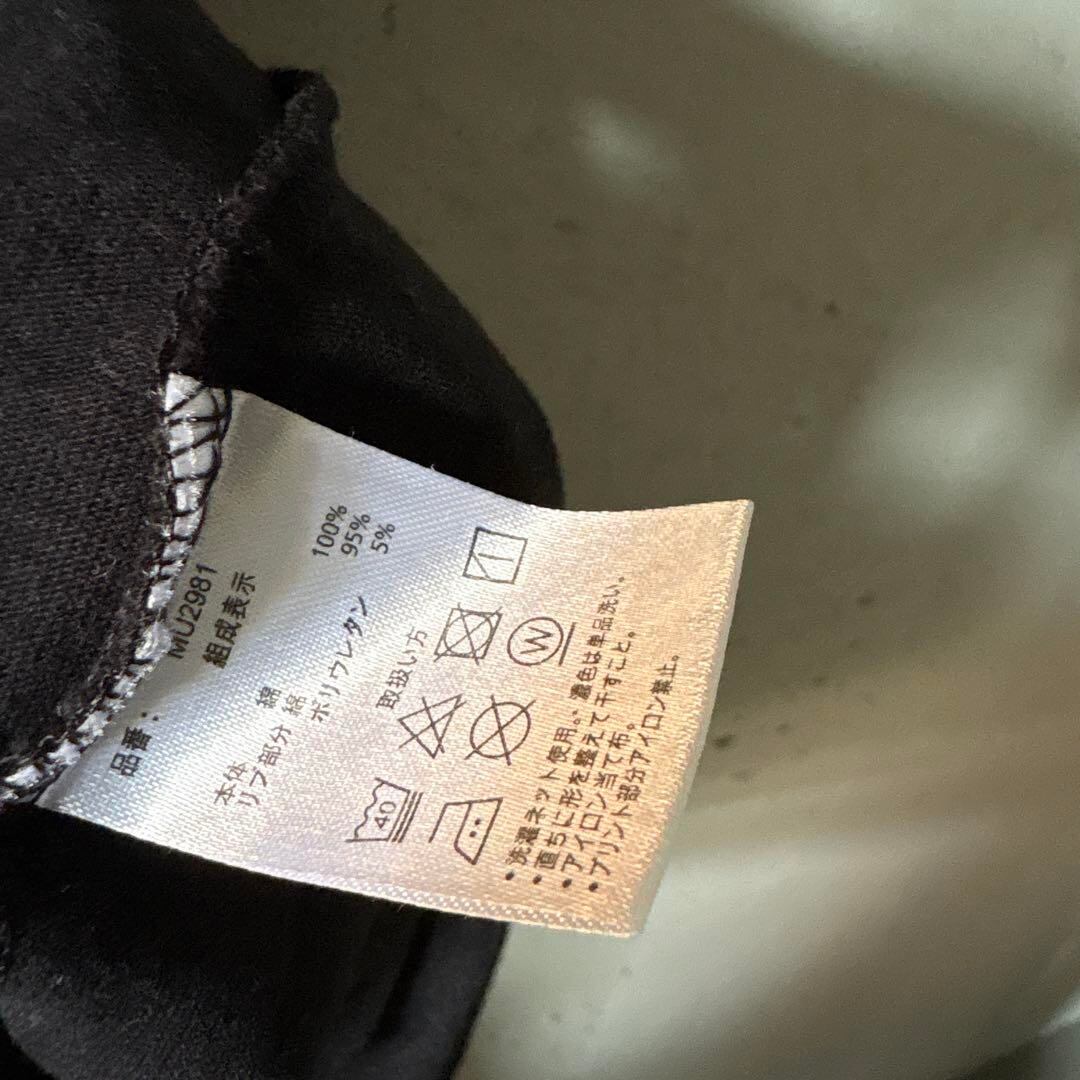 品番: MU2981
組成表示
本体 綿 100%
リブ部分 綿 95%
ポリウレタン 5%
取扱い方
40
W
•洗濯ネット使用。濃色は単品洗い。
•直ちに形を整えて干すこと。
•アイロン当て布。
•プリント部分アイロン禁止。